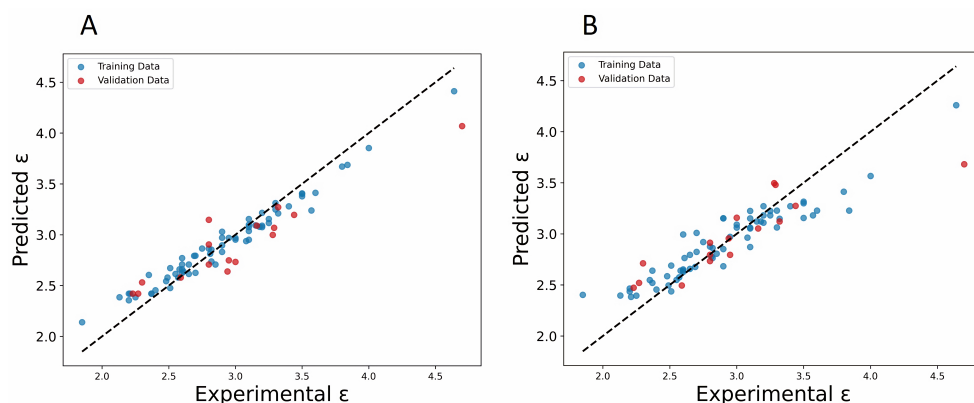 A
Training Data
Validation Data
4.5
4.0
3.5
3.0
2.5
2.0
Predicted ε
2.0 2.5 3.0 3.5 4.0 4.5
Experimental ε
B
Training Data
Validation Data
4.5
4.0
3.5
3.0
2.5
2.0
Predicted ε
2.0 2.5 3.0 3.5 4.0 4.5
Experimental ε